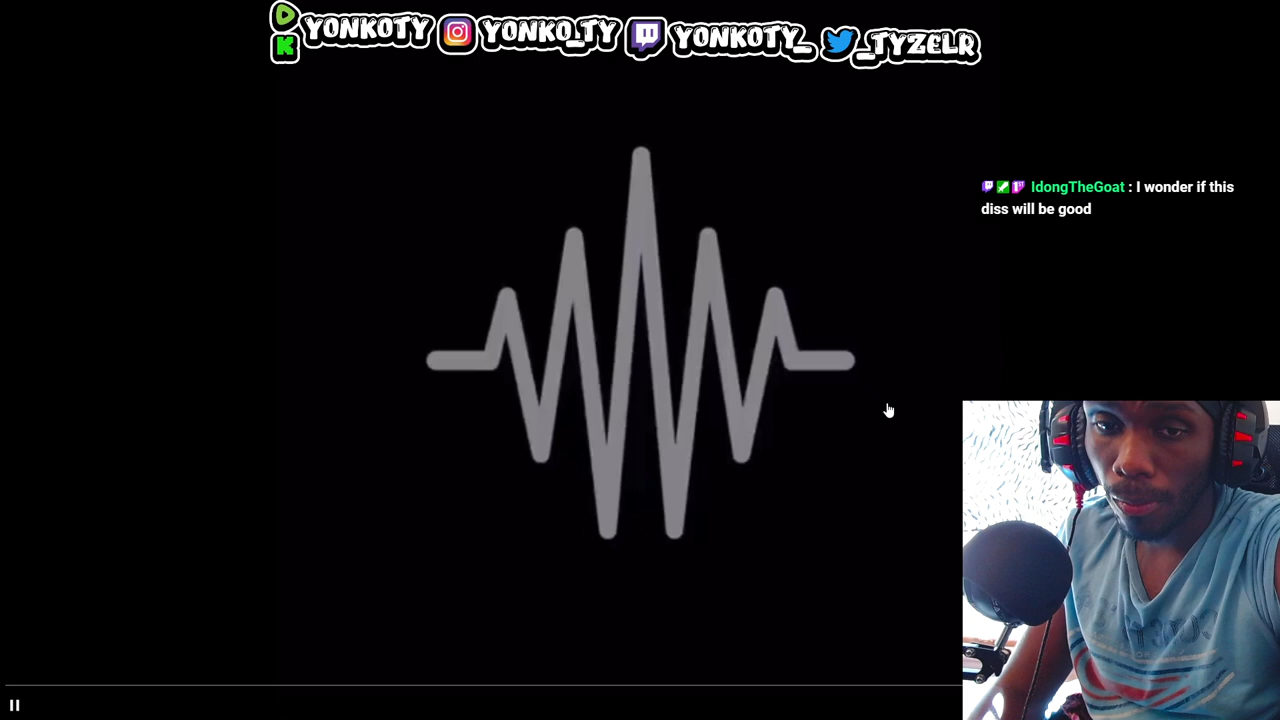 YONKOTY YONKO_TY YONKOTY_ _TYZELR
K
IdongTheGoat : I wonder if this
diss will be good